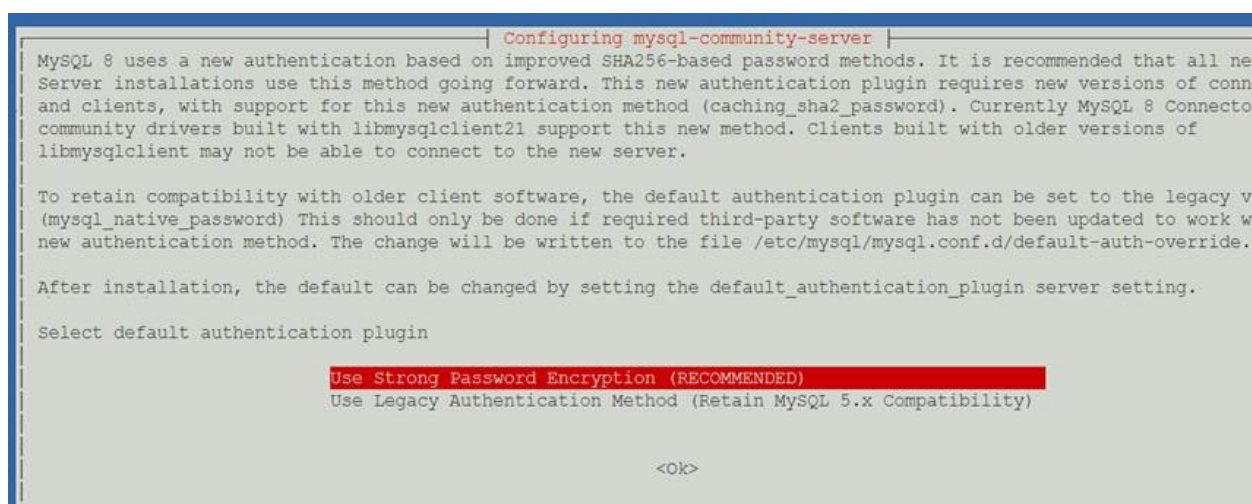 Configuring mysql-community-server
MySQL 8 uses a new authentication based on improved SHA256-based password methods. It is recommended that all ne
Server installations use this method going forward. This new authentication plugin requires new versions of conn
and clients, with support for this new authentication method (caching_sha2_password). Currently MySQL 8 Connecto
community drivers built with libmysqlclient21 support this new method. Clients built with older versions of
libmysqlclient may not be able to connect to the new server.
To retain compatibility with older client software, the default authentication plugin can be set to the legacy v
(mysql_native_password) This should only be done if required third-party software has not been updated to work w
new authentication method. The change will be written to the file /etc/mysql/mysql.conf.d/default-auth-override.
After installation, the default can be changed by setting the default_authentication_plugin server setting.
Select default authentication plugin
Use Strong Password Encryption (RECOMMENDED)
Use Legacy Authentication Method (Retain MySQL 5.x Compatibility)
<Ok>